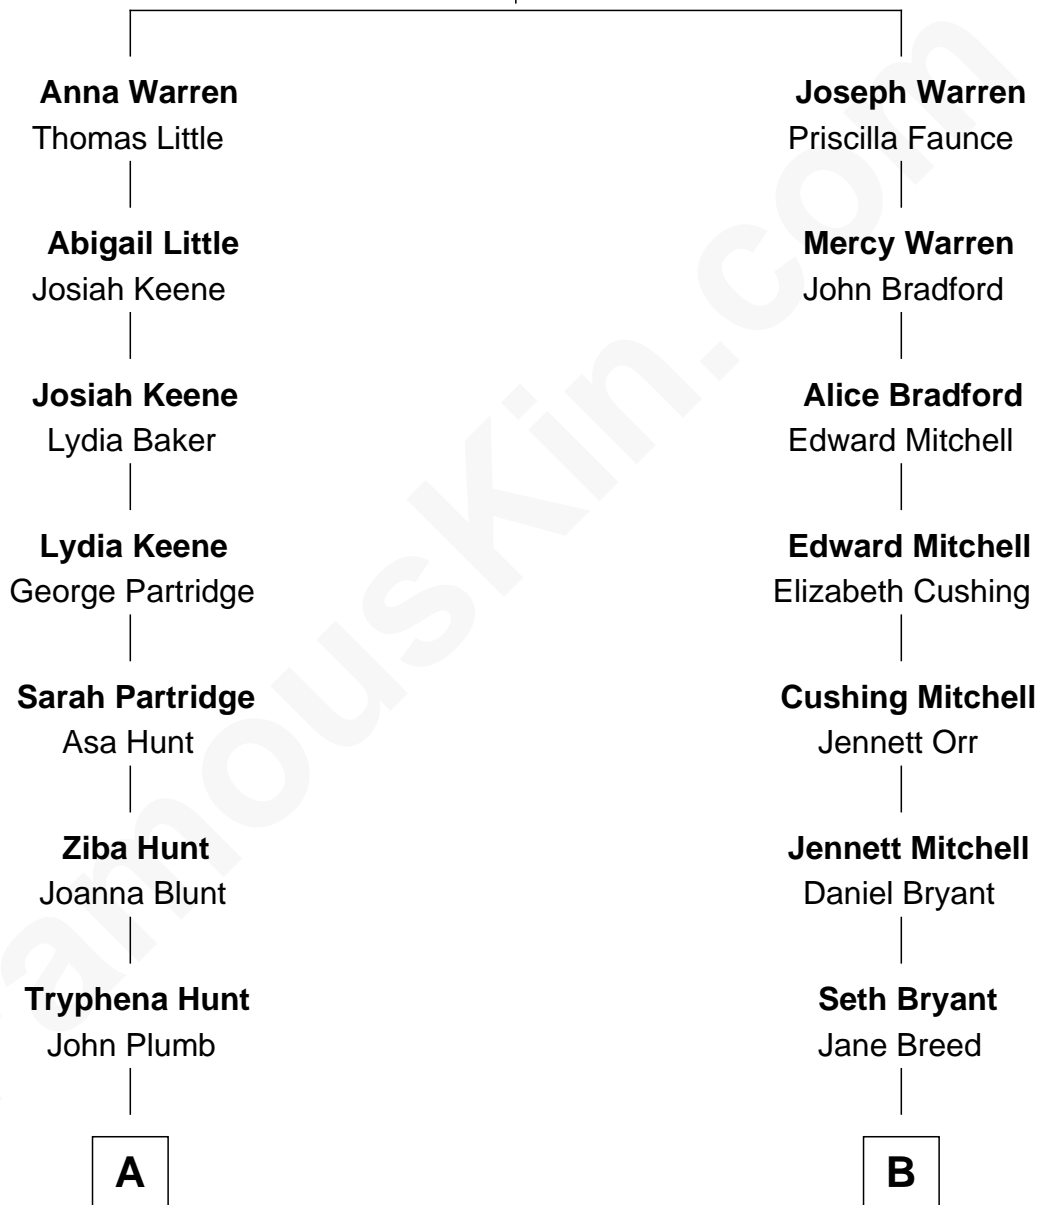 Anna Warren
Thomas Little
Abigail Little
Josiah Keene
Josiah Keene
Lydia Baker
Lydia Keene
George Partridge
Sarah Partridge
Asa Hunt
Ziba Hunt
Joanna Blunt
Tryphena Hunt
John Plumb
A
Joseph Warren
Priscilla Faunce
Mercy Warren
John Bradford
Alice Bradford
Edward Mitchell
Edward Mitchell
Elizabeth Cushing
Cushing Mitchell
Jennett Orr
Jennett Mitchell
Daniel Bryant
Seth Bryant
Jane Breed
B
amouskin.com